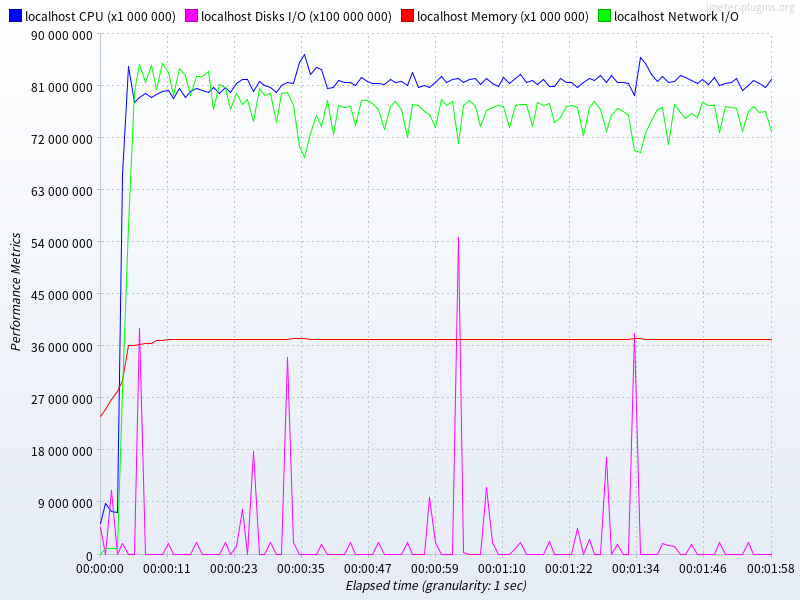 jmeter-plugins.org
localhost CPU (x1 000 000) localhost Disks I/O (x100 000 000) localhost Memory (x1 000 000) localhost Network I/O
90 000 000
81 000 000
72 000 000
63 000 000
54 000 000
45 000 000
36 000 000
27 000 000
18 000 000
9 000 000
0
Performance Metrics
00:00:00 00:00:11 00:00:23 00:00:35 00:00:47 00:00:59 00:01:10 00:01:22 00:01:34 00:01:46 00:01:58
Elapsed time (granularity: 1 sec)